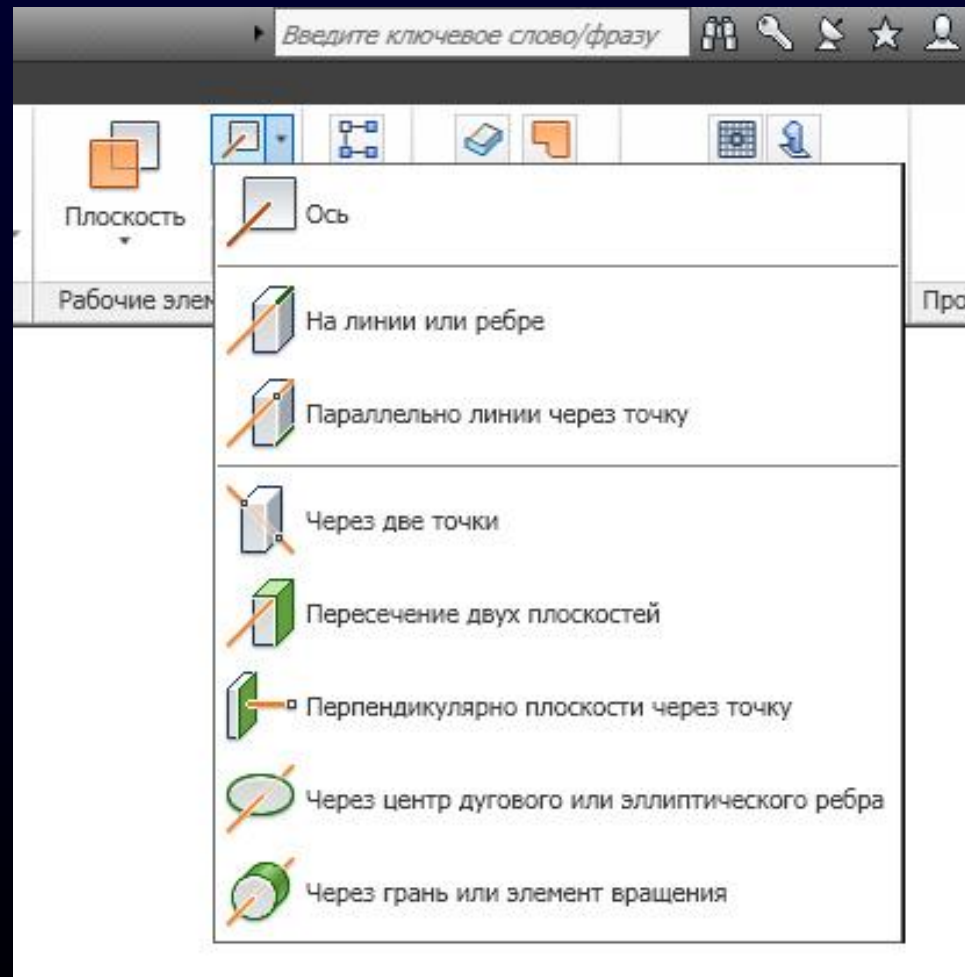 Введите ключевое слово/фразу
Плоскость
Рабочие элем
Про
Ось
На линии или ребре
Параллельно линии через точку
Через две точки
Пересечение двух плоскостей
Перпендикулярно плоскости через точку
Через центр дугового или эллиптического ребра
Через грань или элемент вращения